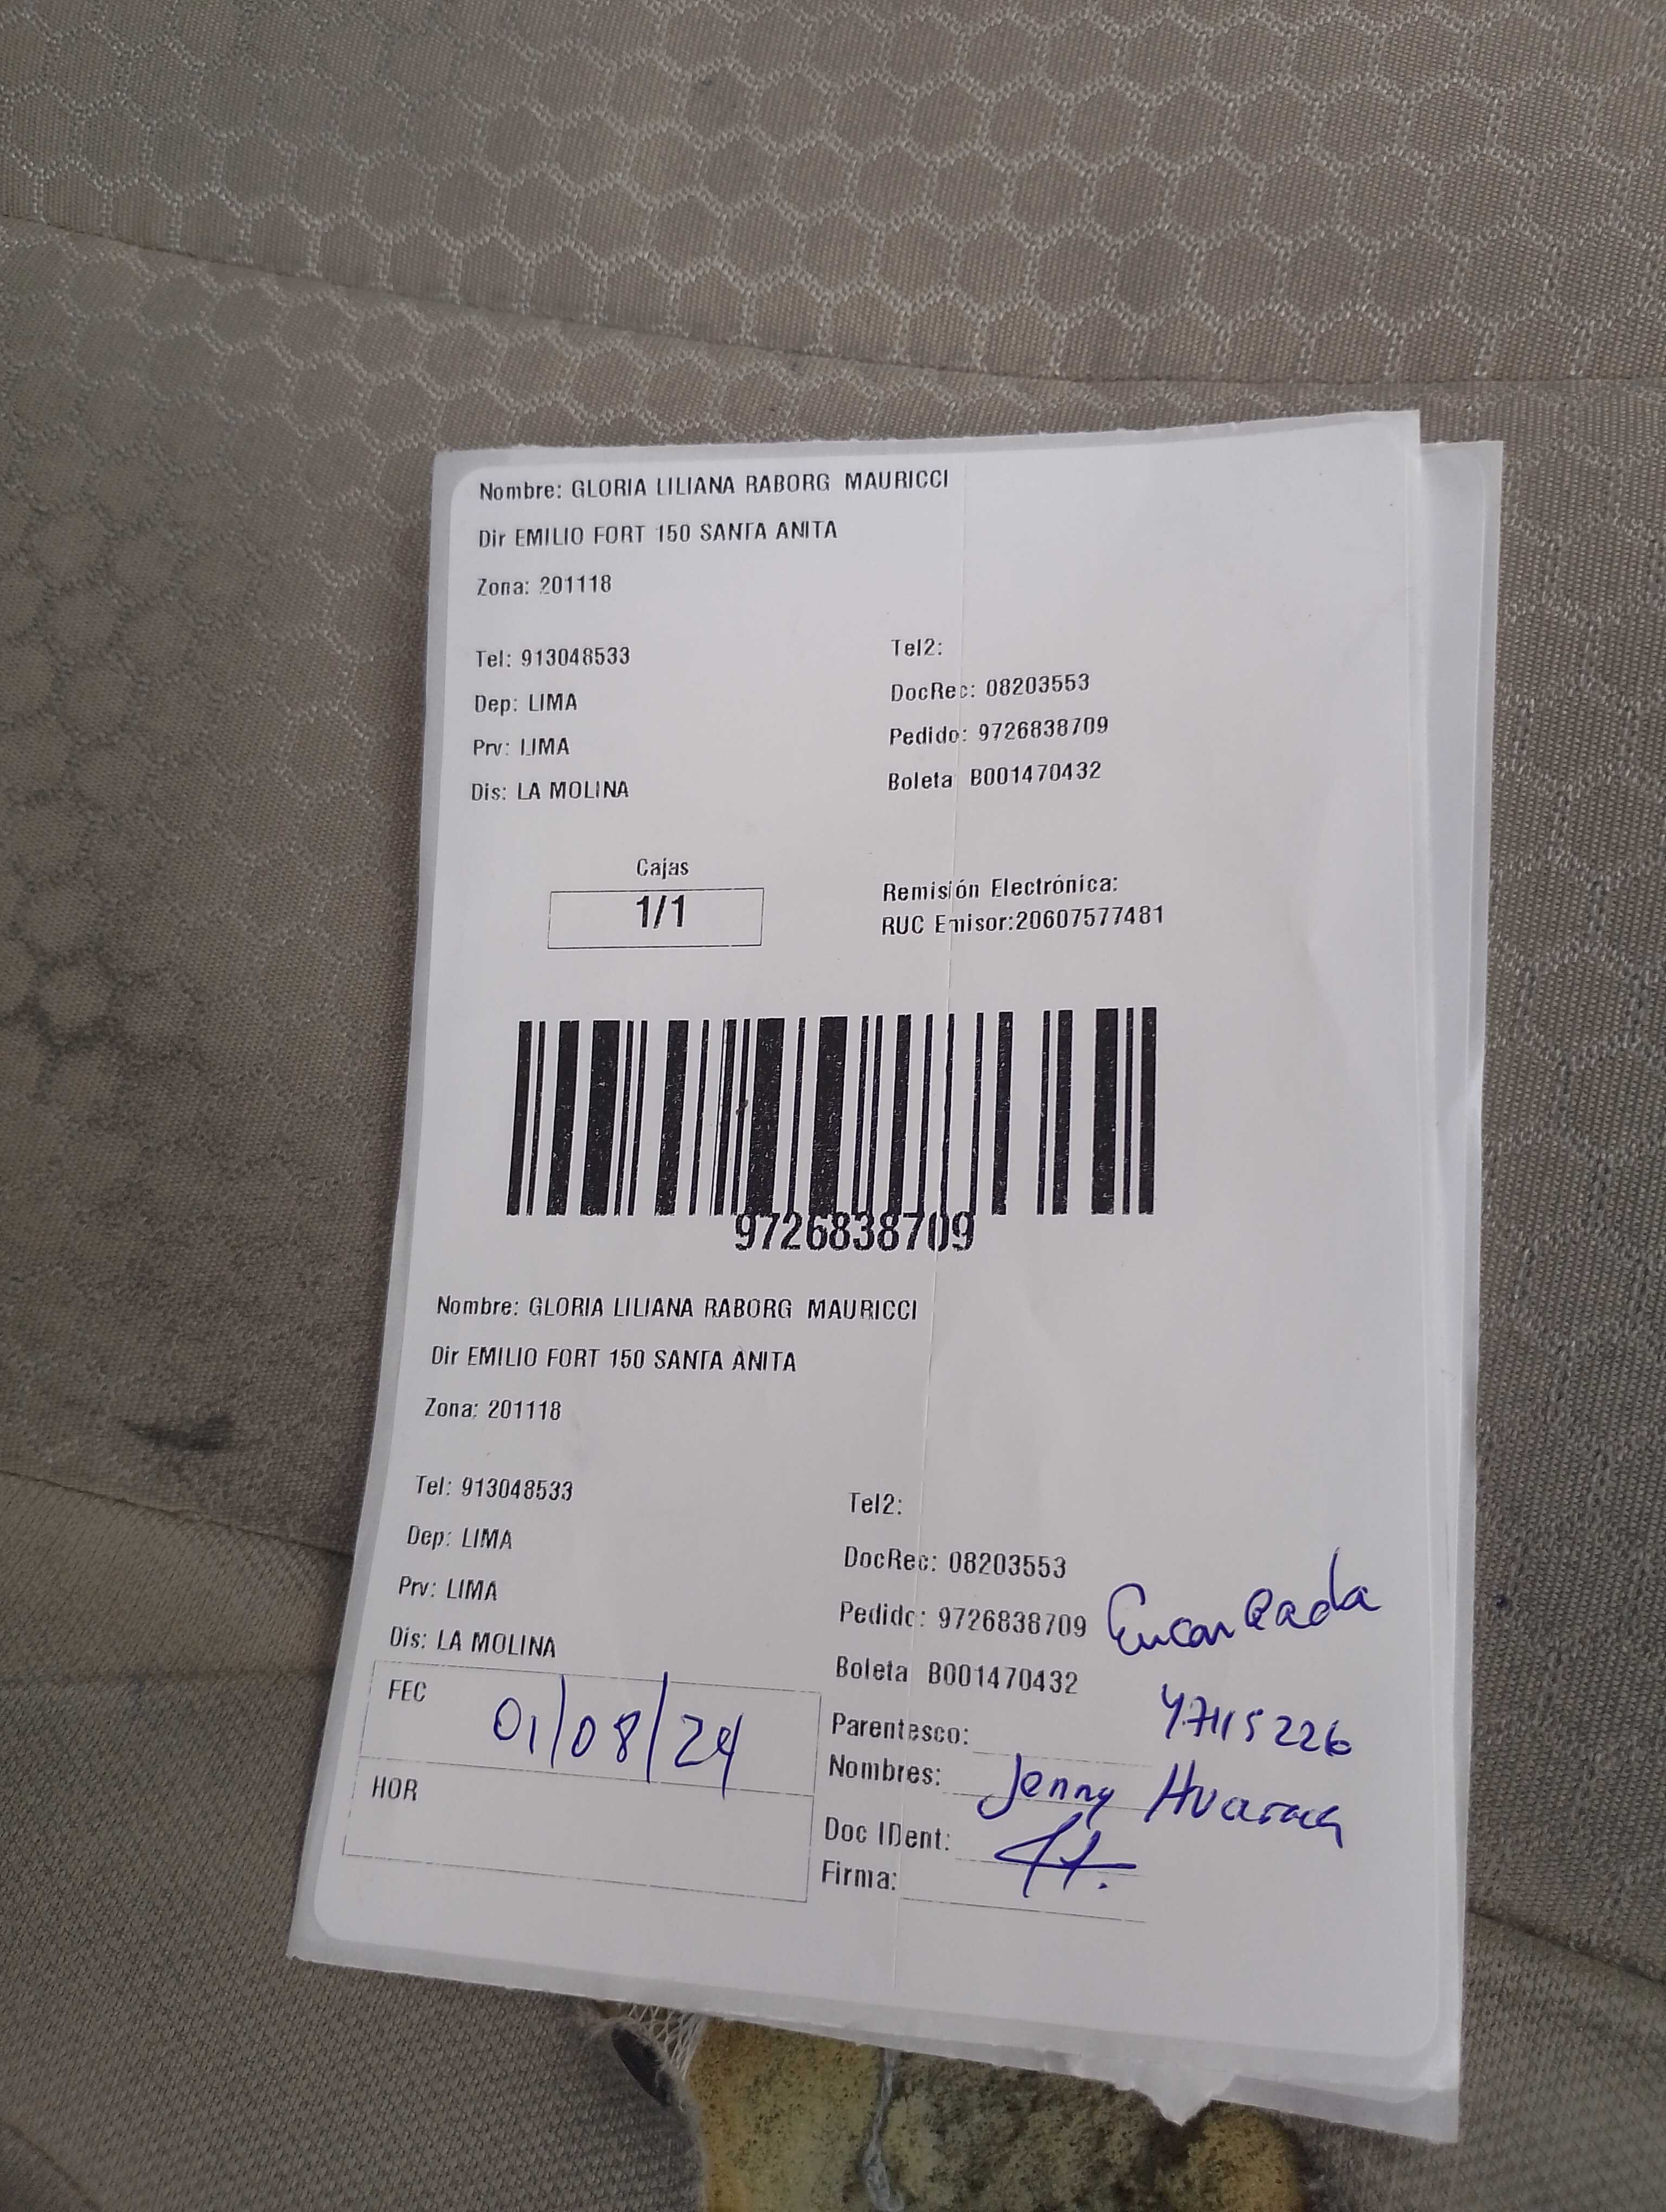 Nombre: GLORIA LILIANA RABORG MAURICCI
Dir EMILIO FORT 150 SANTA ANITA
Zona: 201118
Tel: 913048533
Tel2:
Dep: LIMA
DocRec: 08203553
Prv: LIMA
Pedido: 9726838709
Dis: LA MOLINA
Boleta B001470432
Cajas
1/1
Remisión Electrónica:
RUC Emisor:20607577481
9726838709
Nombre: GLORIA LILIANA RABORG MAURICCI
Dir EMILIO FORT 150 SANTA ANITA
Zona: 201118
Tel: 913048533
Tel2:
Dep: LIMA
DocRec: 08203553
Prv: LIMA
Pedido: 9726838709 Encargada
Dis: LA MOLINA
Boleta B001470432
FEC 01/08/24
Parentesco: 47115226
Nombres: Jenny
HOR
Doc IDent:
Firma: